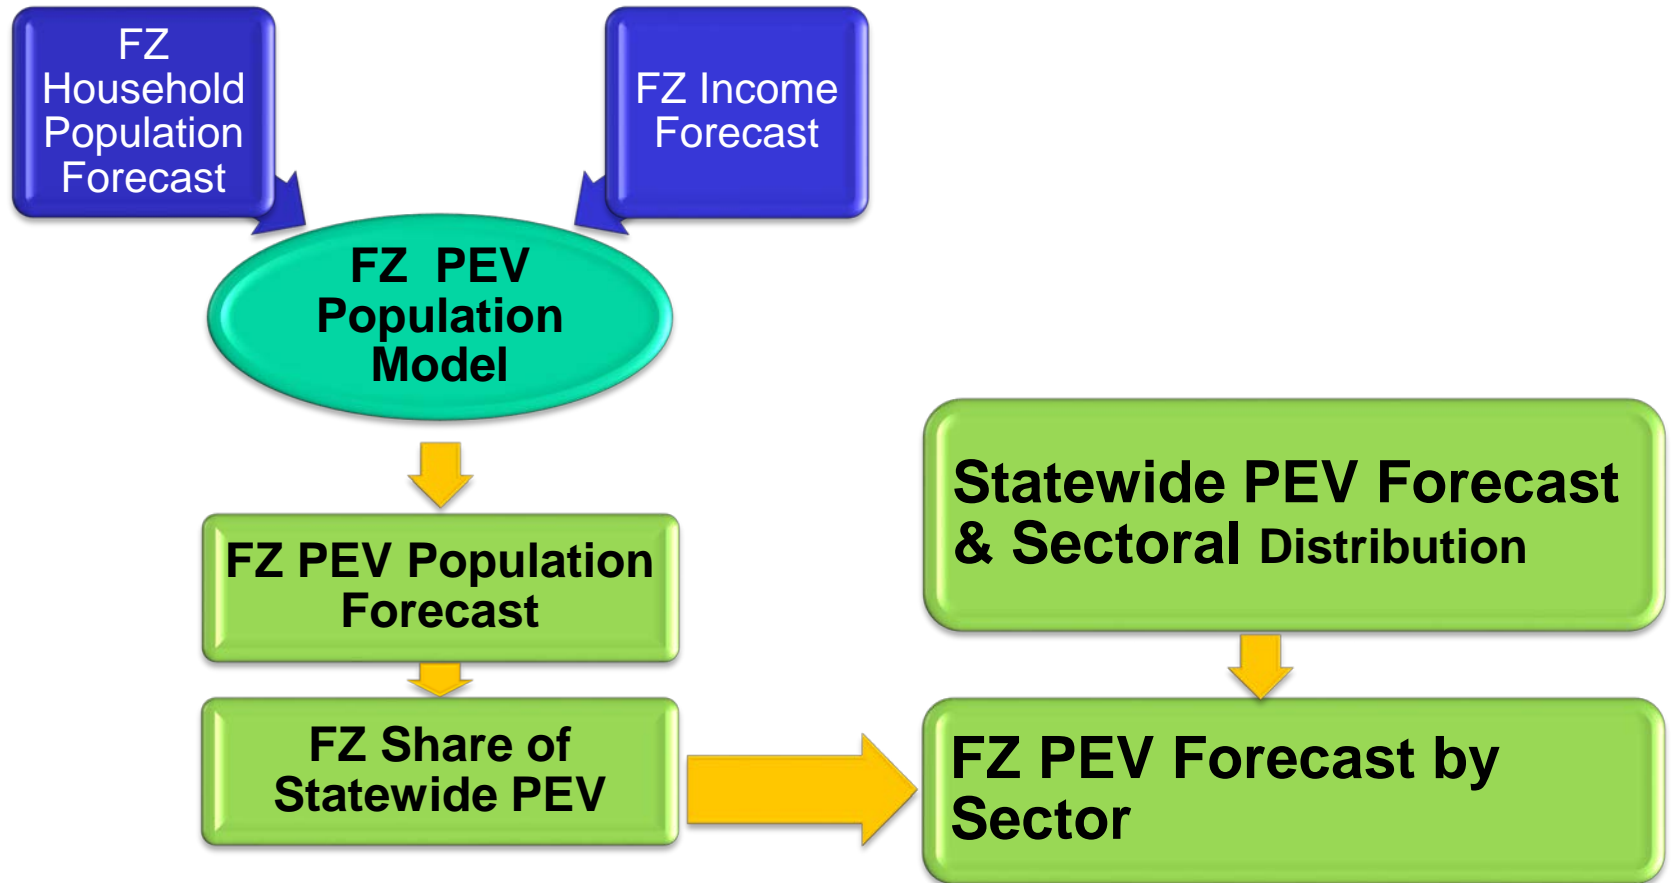 FZ
Household
Population
Forecast
FZ Income
Forecast
FZ PEV
Population
Model
FZ PEV Population
Forecast
FZ Share of
Statewide PEV
Statewide PEV Forecast
& Sectoral Distribution
FZ PEV Forecast by
Sector